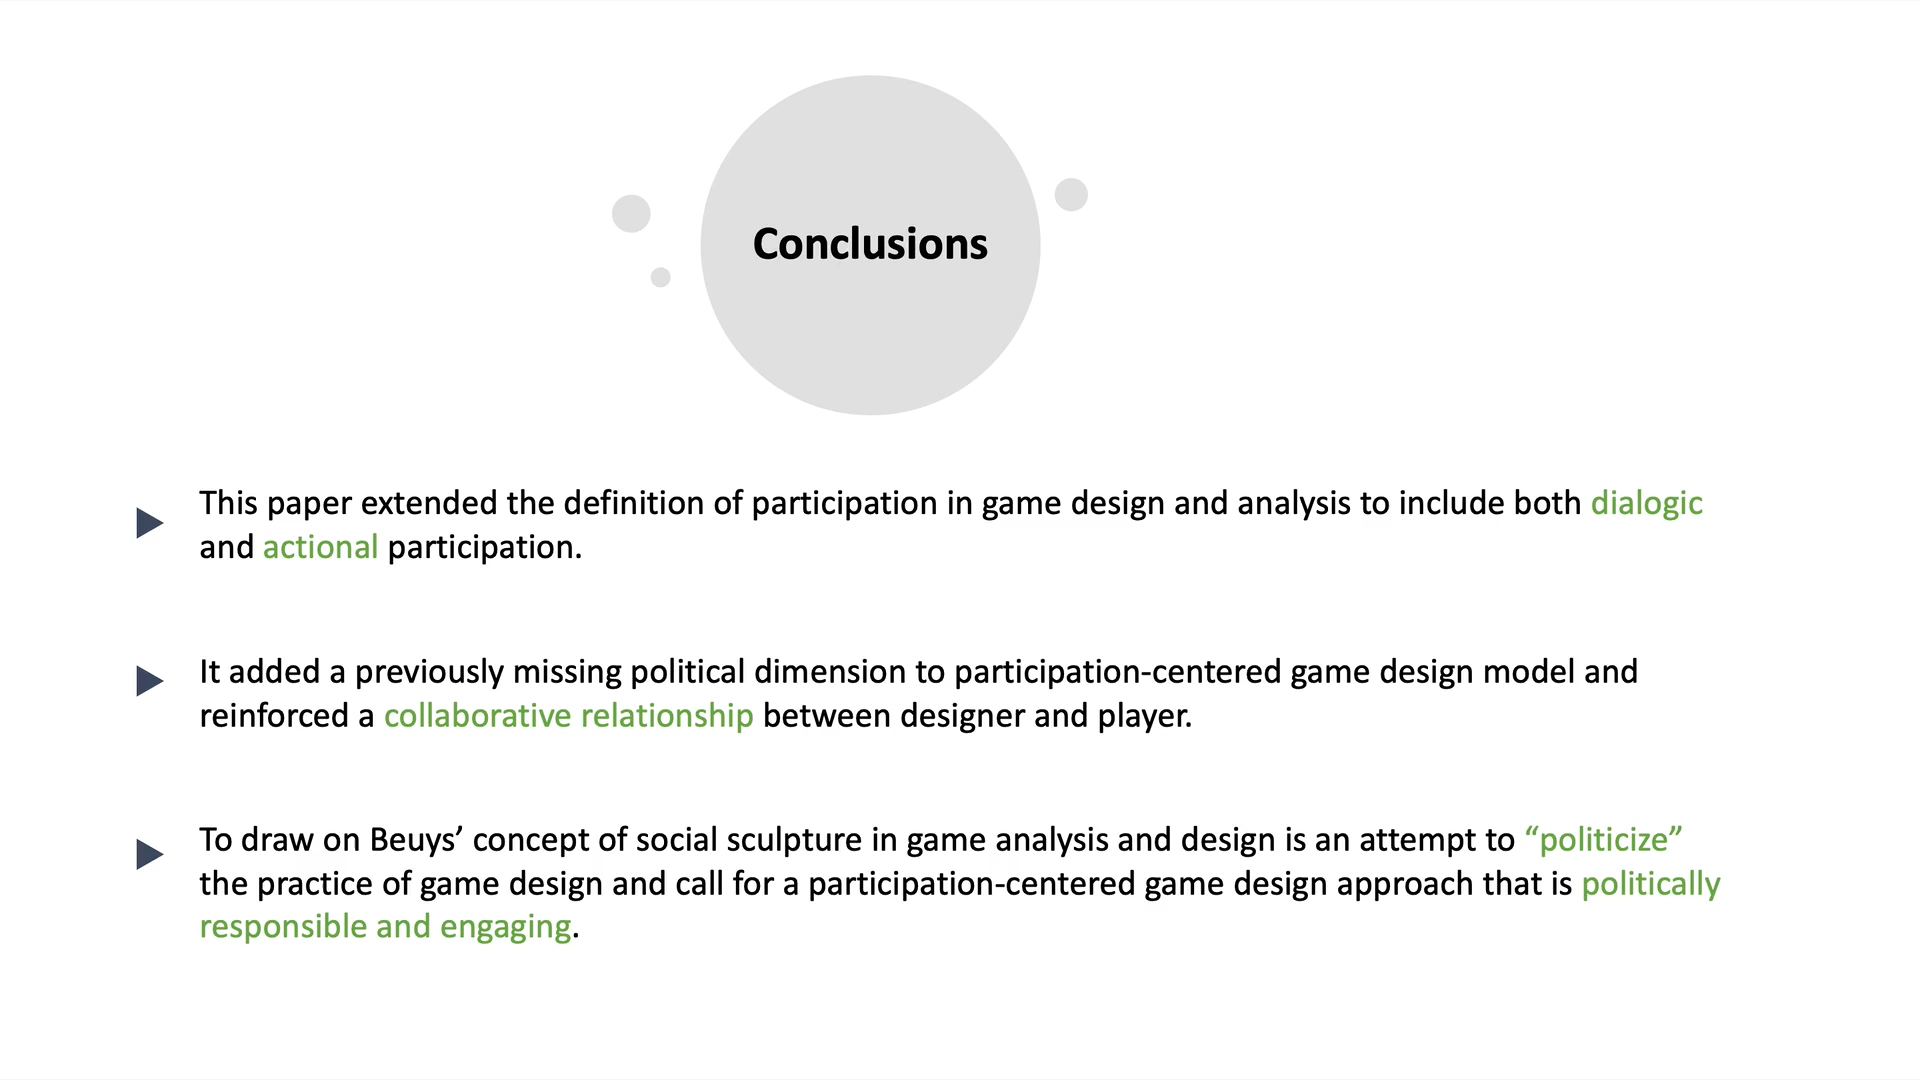 Conclusions
This paper extended the definition of participation in game design and analysis to include both dialogic
and actional participation.
It added a previously missing political dimension to participation-centered game design model and
reinforced a collaborative relationship between designer and player.
To draw on Beuys’ concept of social sculpture in game analysis and design is an attempt to “politicize”
the practice of game design and call for a participation-centered game design approach that is politically
responsible and engaging.